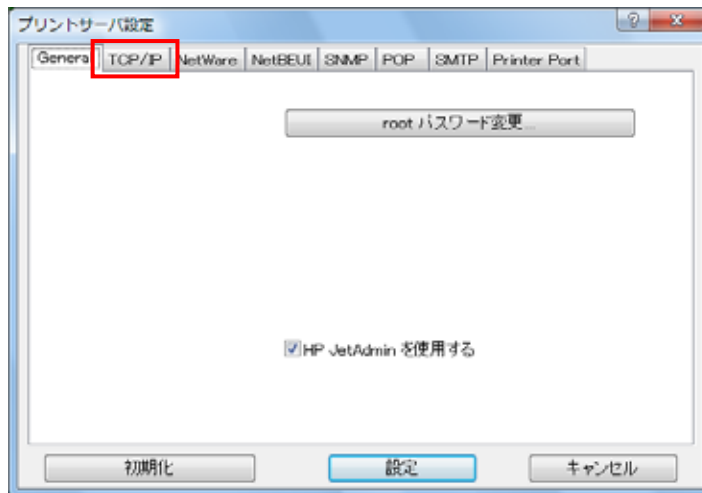 プリントサーバ設定
General TCP/IP NetWare NetBEUI SNMP POP SMTP Printer Port
root パスワード変更...
HP JetAdmin を使用する
初期化 設定 キャンセル